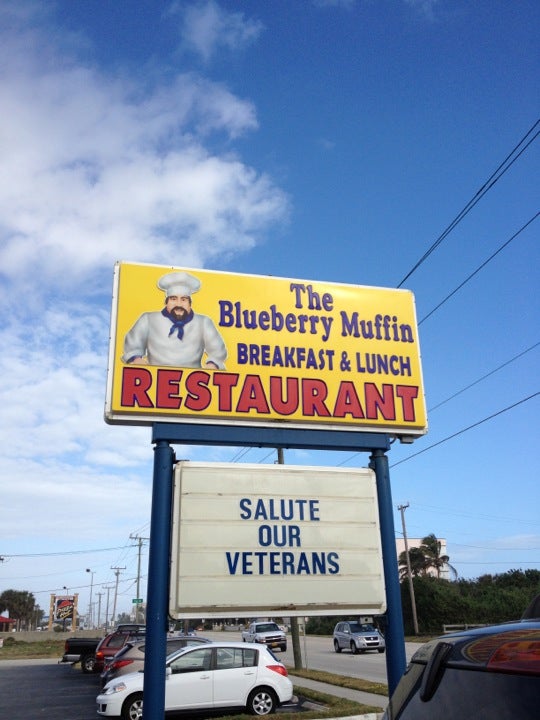 The
Blueberry Muffin
BREAKFAST & LUNCH
RESTAURANT
SALUTE
OUR
VETERANS